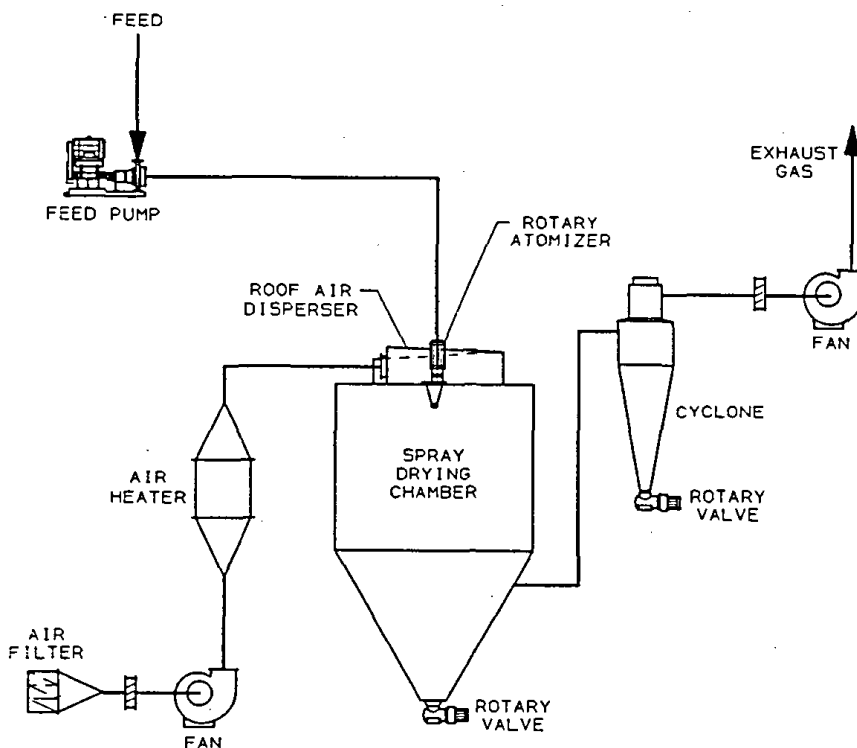 FEED
FEED PUMP
ROTARY
ATOMIZER
EXHAUST
GAS
ROOF AIR
DISPERSER
FAN
CYCLONE
SPRAY
DRYING
CHAMBER
AIR
HEATER
ROTARY
VALVE
AIR
FILTER
FAN
ROTARY
VALVE